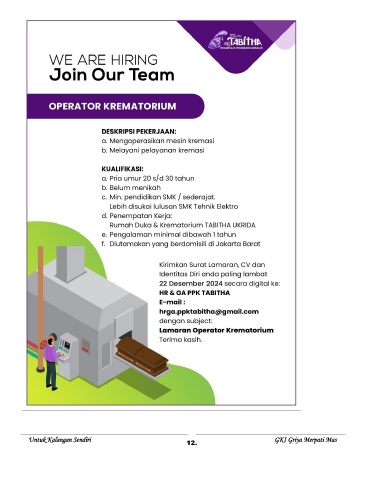 TABITHA
WE ARE HIRING
Join Our Team
OPERATOR KREMATORIUM
DESKRIPSI PEKERJAAN:
a. Mengoperasikan mesin kremasi
b. Melayani pelayanan kremasi
KUALIFIKASI:
a. Pria umur 20 s/d 30 tahun
b. Belum menikah
c. Min. pendidikan SMK / sederajat.
Lebih disukai lulusan SMK Tehnik Elektro
d. Penempatan Kerja:
Rumah Duka & Krematorium TABITHA UKRIDA
e. Pengalaman minimal dibawah 1 tahun
f. Diutamakan yang berdomisili di Jakarta Barat
Kirimkan Surat Lamaran, CV dan
Identitas Diri anda paling lambat
22 Desember 2024 secara digital ke:
HR & GA PPK TABITHA
E-mail :
hrga.ppktabitha@gmail.com
dengan subject:
Lamaran Operator Krematorium
Terima kasih.
Untuk Kalangan Sendiri
12.
GKI Griya Merpati Mas